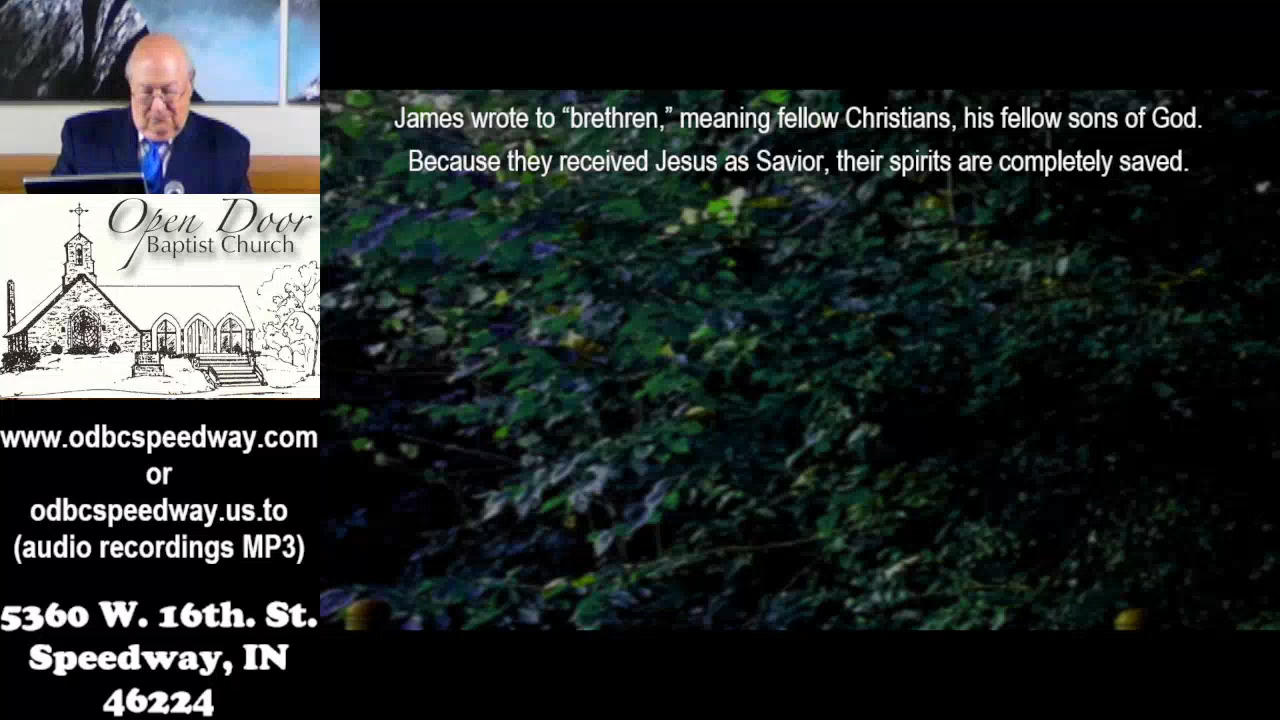 James wrote to “brethren,” meaning fellow Christians, his fellow sons of God.
Because they received Jesus as Savior, their spirits are completely saved.
Open Door
Baptist Church
www.odbcspeedway.com
or
odbcspeedway.us.to
(audio recordings MP3)
5360 W. 16th. St.
Speedway, IN
46224